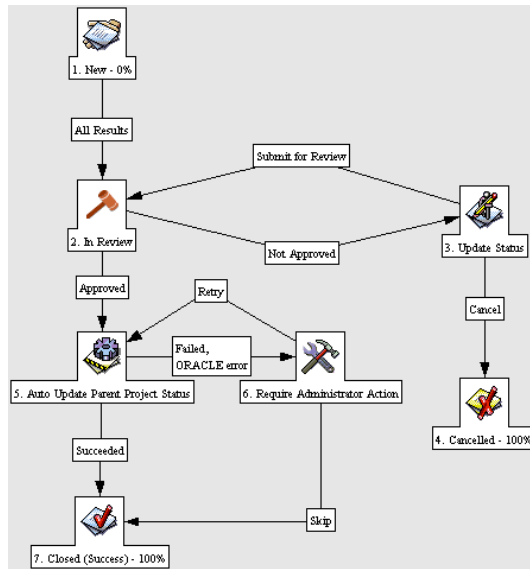 1. New - 0%
All Results
Submit for Review
2. In Review
3. Update Status
Not Approved
Approved
Retry
Cancel
Failed,
ORACLE error
5. Auto Update Parent Project Status
6. Require Administrator Action
4. Cancelled - 100%
Succeeded
Skip
7. Closed (Success) - 100%